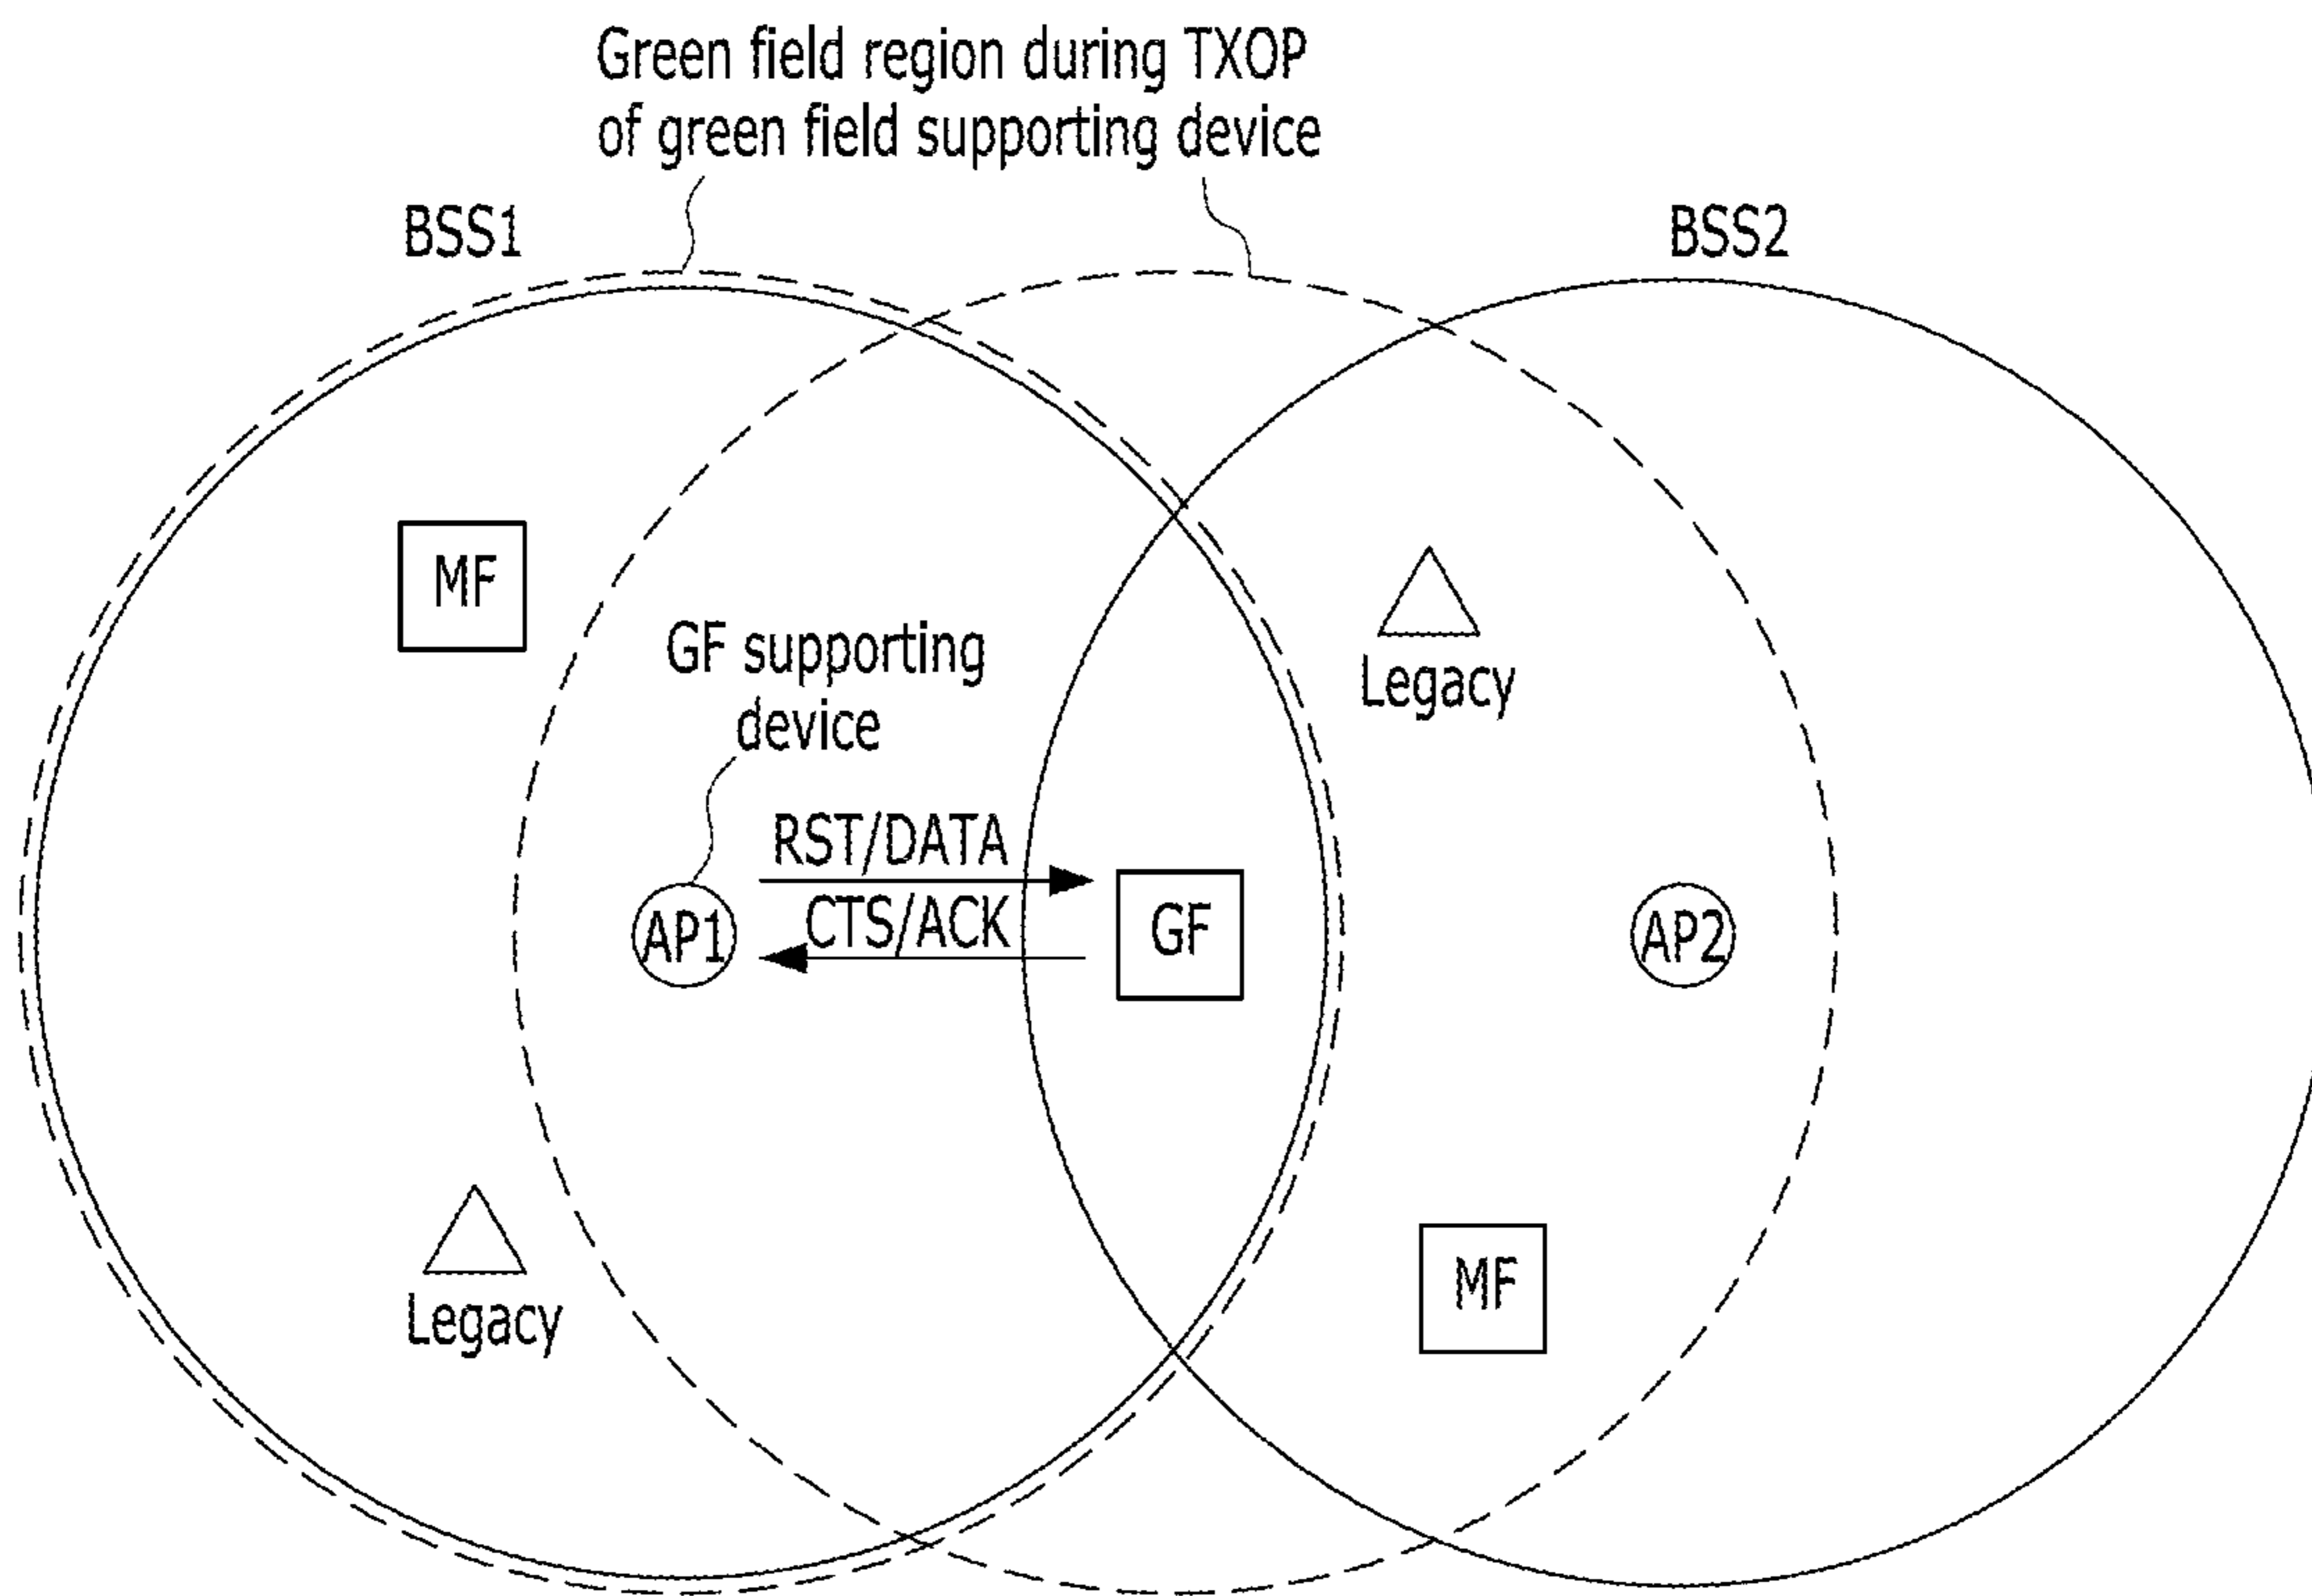 Green field region during TXOP
of green field supporting device
BSS1
BSS2
MF
GF supporting
device
Legacy
RST/DATA
CTS/ACK
AP1
GF
AP2
Legacy
MF